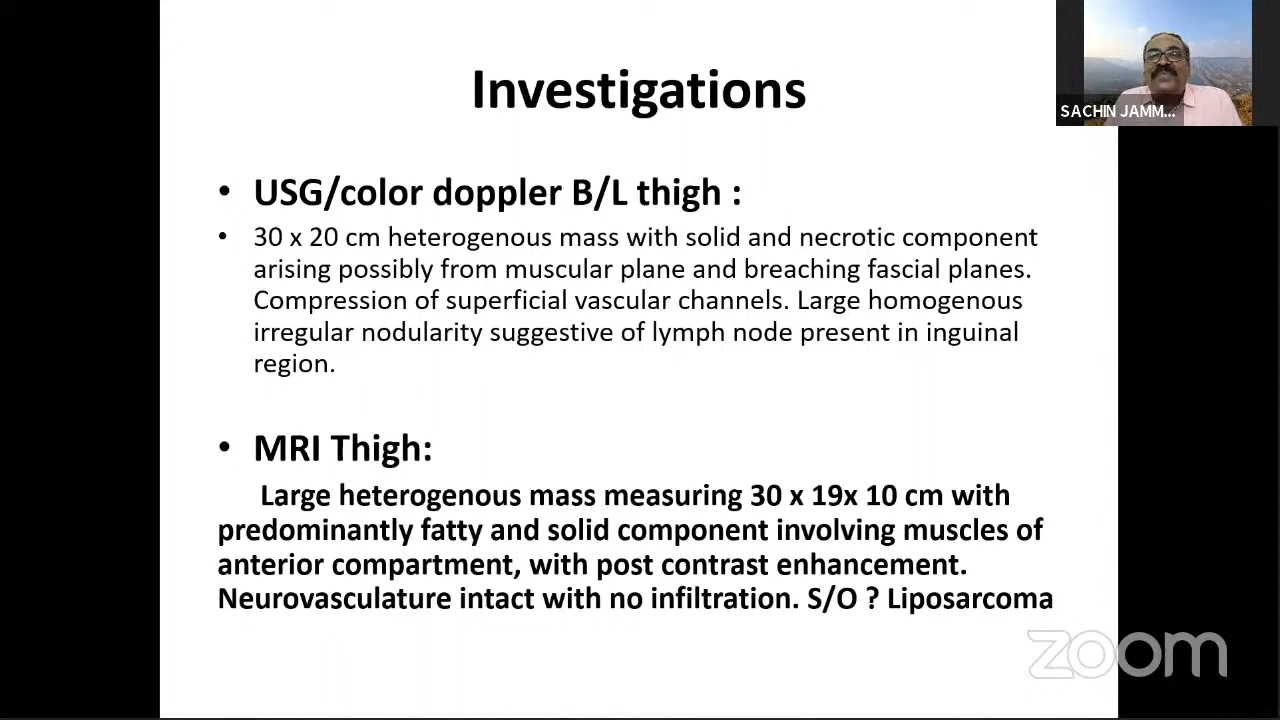 Investigations
SACHIN JAMM...
• USG/color doppler B/L thigh :
• 30 x 20 cm heterogenous mass with solid and necrotic component
arising possibly from muscular plane and breaching fascial planes.
Compression of superficial vascular channels. Large homogenous
irregular nodularity suggestive of lymph node present in inguinal
region.
• MRI Thigh:
Large heterogenous mass measuring 30 x 19x 10 cm with
predominantly fatty and solid component involving muscles of
anterior compartment, with post contrast enhancement.
Neurovasculature intact with no infiltration. S/O ? Liposarcoma
zoom